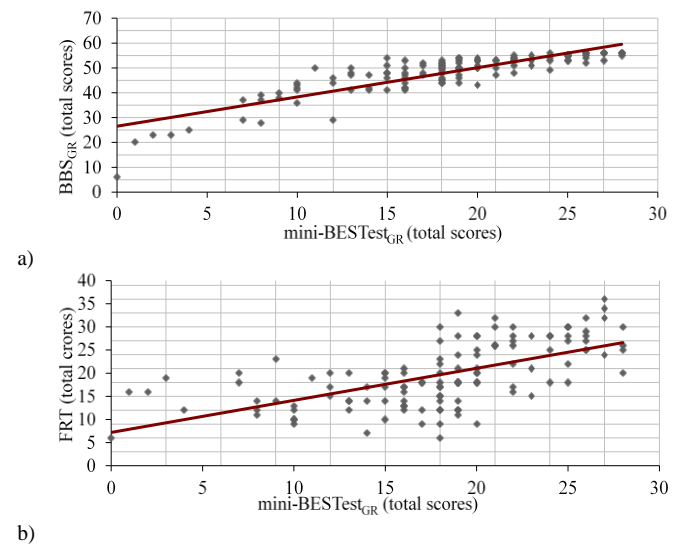 70
60
50
40
30
20
10
0
BBSGR (total scores)
0 5 10 15 20 25 30
mini-BESTestGR (total scores)
a)
40
35
30
25
20
15
10
5
0
FRT (total crores)
0 5 10 15 20 25 30
mini-BESTestGR (total scores)
b)